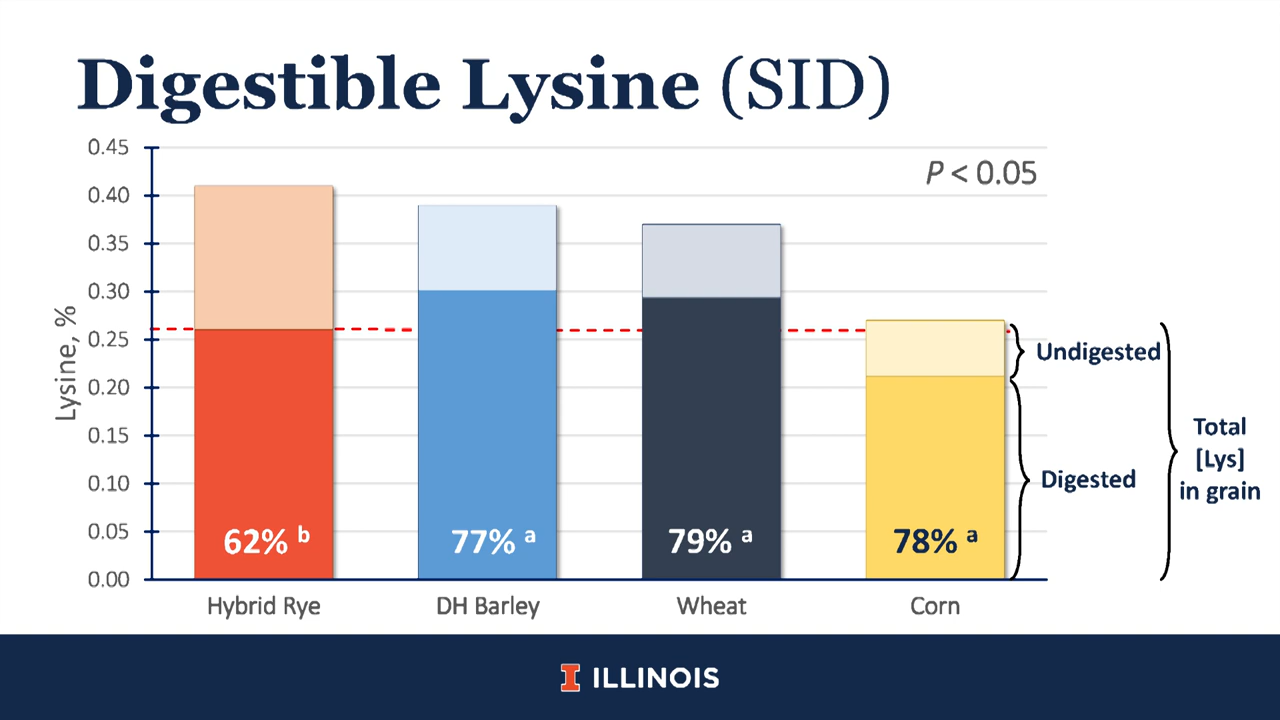 Digestible Lysine (SID)
P < 0.05
Lysine, %
0.45
0.40
0.35
0.30
0.25
0.20
0.15
0.10
0.05
0.00
62% b
77% a
79% a
78% a
Hybrid Rye
DH Barley
Wheat
Corn
Undigested
Digested
Total
[Lys]
in grain
I ILLINOIS